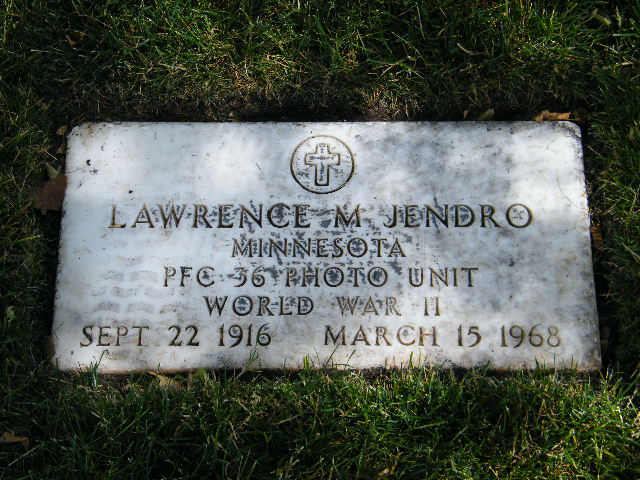 LAWRENCE M JENDRO
MINNESOTA
PFC 36 PHOTO UNIT
WORLD WAR II
SEPT 22 1916 MARCH 15 1968